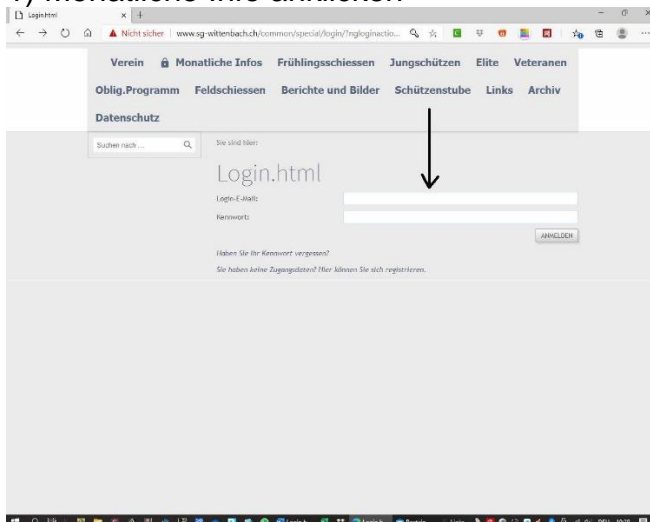 1) Monatliche Info anklicken
Login.html
Nicht sicher www.sg-wittenbach.ch/common/special/login/?ngloginactio...
Verein Monatliche Infos Frühlingsschiessen Jungschützen Elite Veteranen
Oblig.Programm Feldschiessen Berichte und Bilder Schützenstube Links Archiv
Datenschutz
Suchen nach ... Sie sind hier:
Login.html
Login-E-Mail:
Kennwort:
ANMELDEN
Haben Sie Ihr Kennwort vergessen?
Sie haben keine Zugangsdaten? Hier können Sie sich registrieren.